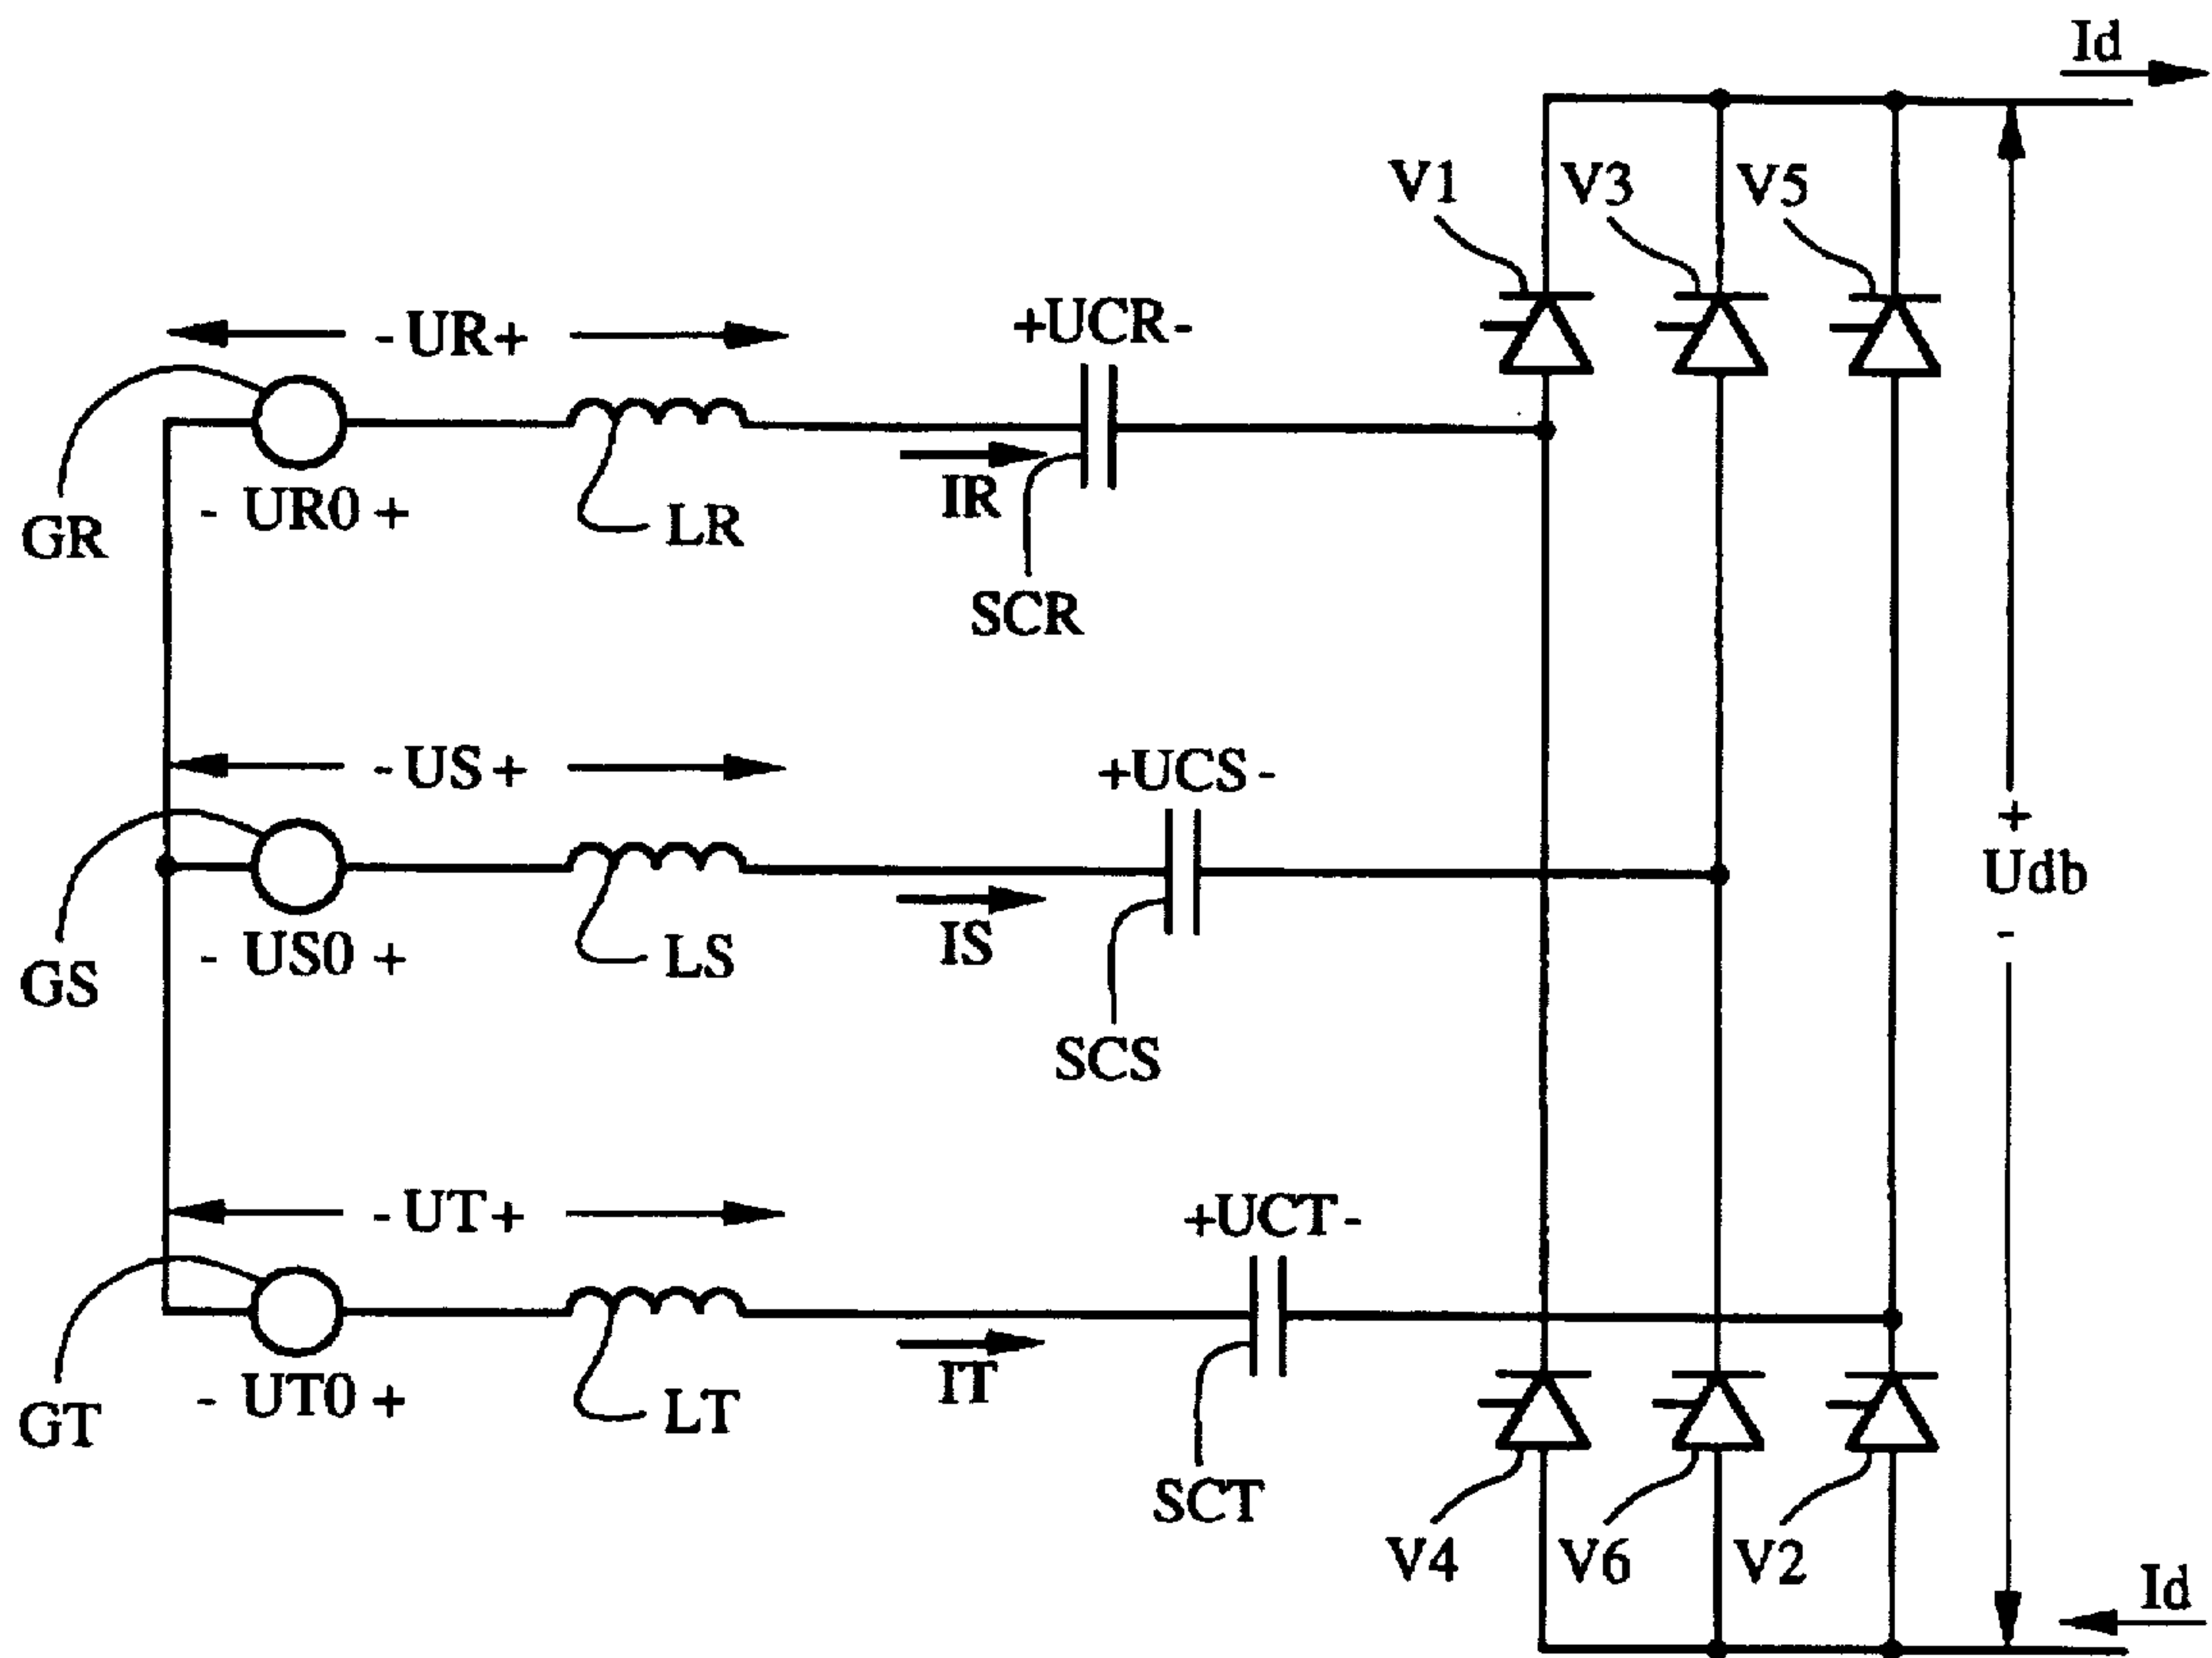 Id
V1 V3 V5
- UR +
+UCR-
GR
- UR0 +
LR
IR
SCR
- US +
+UCS-
GS
- US0 +
LS
IS
SCS
+
Udb
-
- UT +
+UCT-
GT
- UT0 +
LT
IT
SCT
V4 V6 V2
Id